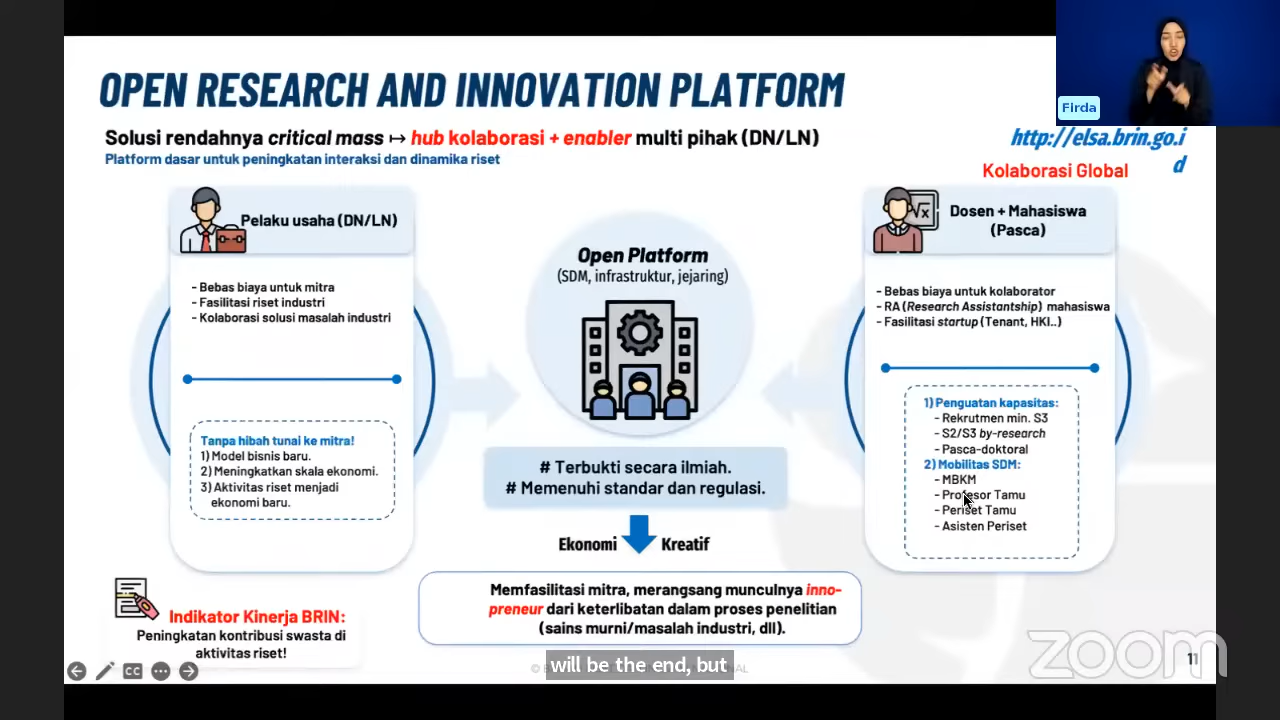 OPEN RESEARCH AND INNOVATION PLATFORM
Firda
Solusi rendahnya critical mass ↦ hub kolaborasi + enabler multi pihak (DN/LN)
Platform dasar untuk peningkatan interaksi dan dinamika riset
http://elsa.brin.go.i
d
Kolaborasi Global
Pelaku usaha (DN/LN)
- Bebas biaya untuk mitra
- Fasilitasi riset industri
- Kolaborasi solusi masalah industri
Tanpa hibah tunai ke mitra!
1) Model bisnis baru.
2) Meningkatkan skala ekonomi.
3) Aktivitas riset menjadi
ekonomi baru.
Open Platform
(SDM, infrastruktur, jejaring)
# Terbukti secara ilmiah.
# Memenuhi standar dan regulasi.
Ekonomi Kreatif
Memfasilitasi mitra, merangsang munculnya inno-
preneur dari keterlibatan dalam proses penelitian
(sains murni/masalah industri, dll).
√x
Dosen + Mahasiswa
(Pasca)
- Bebas biaya untuk kolaborator
- RA (Research Assistantship) mahasiswa
- Fasilitasi startup (Tenant, HKI..)
1) Penguatan kapasitas:
- Rekrutmen min. S3
- S2/S3 by-research
- Pasca-doktoral
2) Mobilitas SDM:
- MBKM
- Profesor Tamu
- Periset Tamu
- Asisten Periset
Indikator Kinerja BRIN:
Peningkatan kontribusi swasta di
aktivitas riset!
CC
will be the end, but
zoom
11